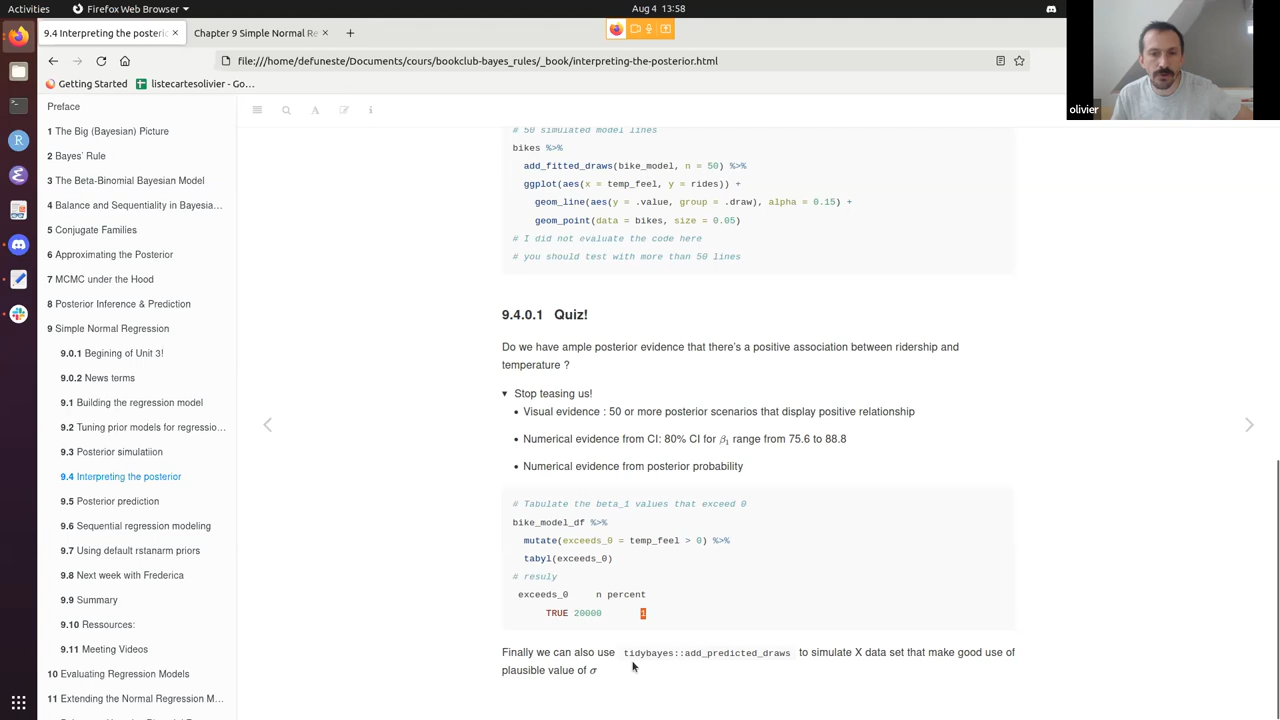 Activities
Firefox Web Browser
Aug 4 13:58
9.4 Interpreting the posteri
Chapter 9 Simple Normal Re
file:///home/defuneste/Documents/cours/bookclub-bayes_rules/_book/interpreting-the-posterior.html
Getting Started
listecartesolivier - Go…
olivier
Preface
1 The Big (Bayesian) Picture
2 Bayes' Rule
3 The Beta-Binomial Bayesian Model
4 Balance and Sequentiality in Bayesia…
5 Conjugate Families
6 Approximating the Posterior
7 MCMC under the Hood
8 Posterior Inference & Prediction
9 Simple Normal Regression
9.0.1 Begining of Unit 3!
9.0.2 News terms
9.1 Building the regression model
9.2 Tuning prior models for regressio…
9.3 Posterior simulatiion
9.4 Interpreting the posterior
9.5 Posterior prediction
9.6 Sequential regression modeling
9.7 Using default rstanarm priors
9.8 Next week with Frederica
9.9 Summary
9.10 Ressources:
9.11 Meeting Videos
10 Evaluating Regression Models
11 Extending the Normal Regression M…
# 50 simulated model lines
bikes %>%
add_fitted_draws(bike_model, n = 50) %>%
ggplot(aes(x = temp_feel, y = rides)) +
geom_line(aes(y = .value, group = .draw), alpha = 0.15) +
geom_point(data = bikes, size = 0.05)
# I did not evaluate the code here
# you should test with more than 50 lines
9.4.0.1 Quiz!
Do we have ample posterior evidence that there's a positive association between ridership and
temperature ?
▾ Stop teasing us!
• Visual evidence : 50 or more posterior scenarios that display positive relationship
• Numerical evidence from CI: 80% CI for β1 range from 75.6 to 88.8
• Numerical evidence from posterior probability
# Tabulate the beta_1 values that exceed 0
bike_model_df %>%
mutate(exceeds_0 = temp_feel > 0) %>%
tabyl(exceeds_0)
# resuly
exceeds_0 n percent
TRUE 20000 1
Finally we can also use tidybayes::add_predicted_draws to simulate X data set that make good use of
plausible value of σ